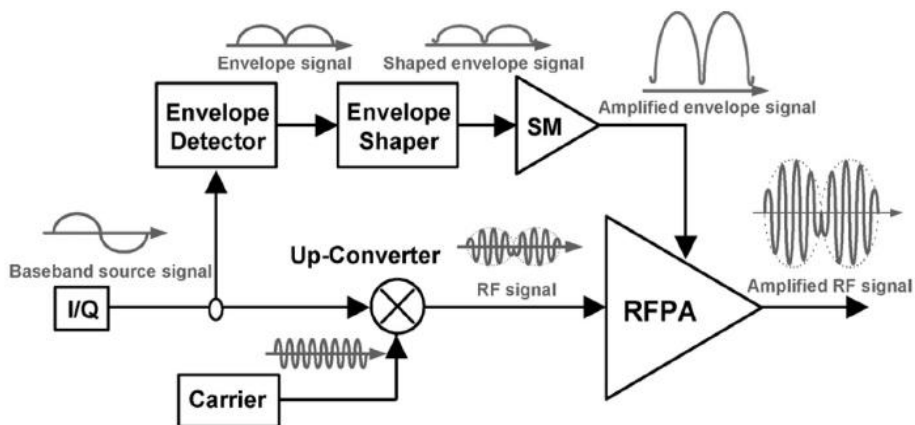 Envelope signal
Shaped envelope signal
Amplified envelope signal
Envelope
Detector
Envelope
Shaper
SM
Baseband source signal
Up-Converter
RF signal
Amplified RF signal
I/Q
RFPA
Carrier